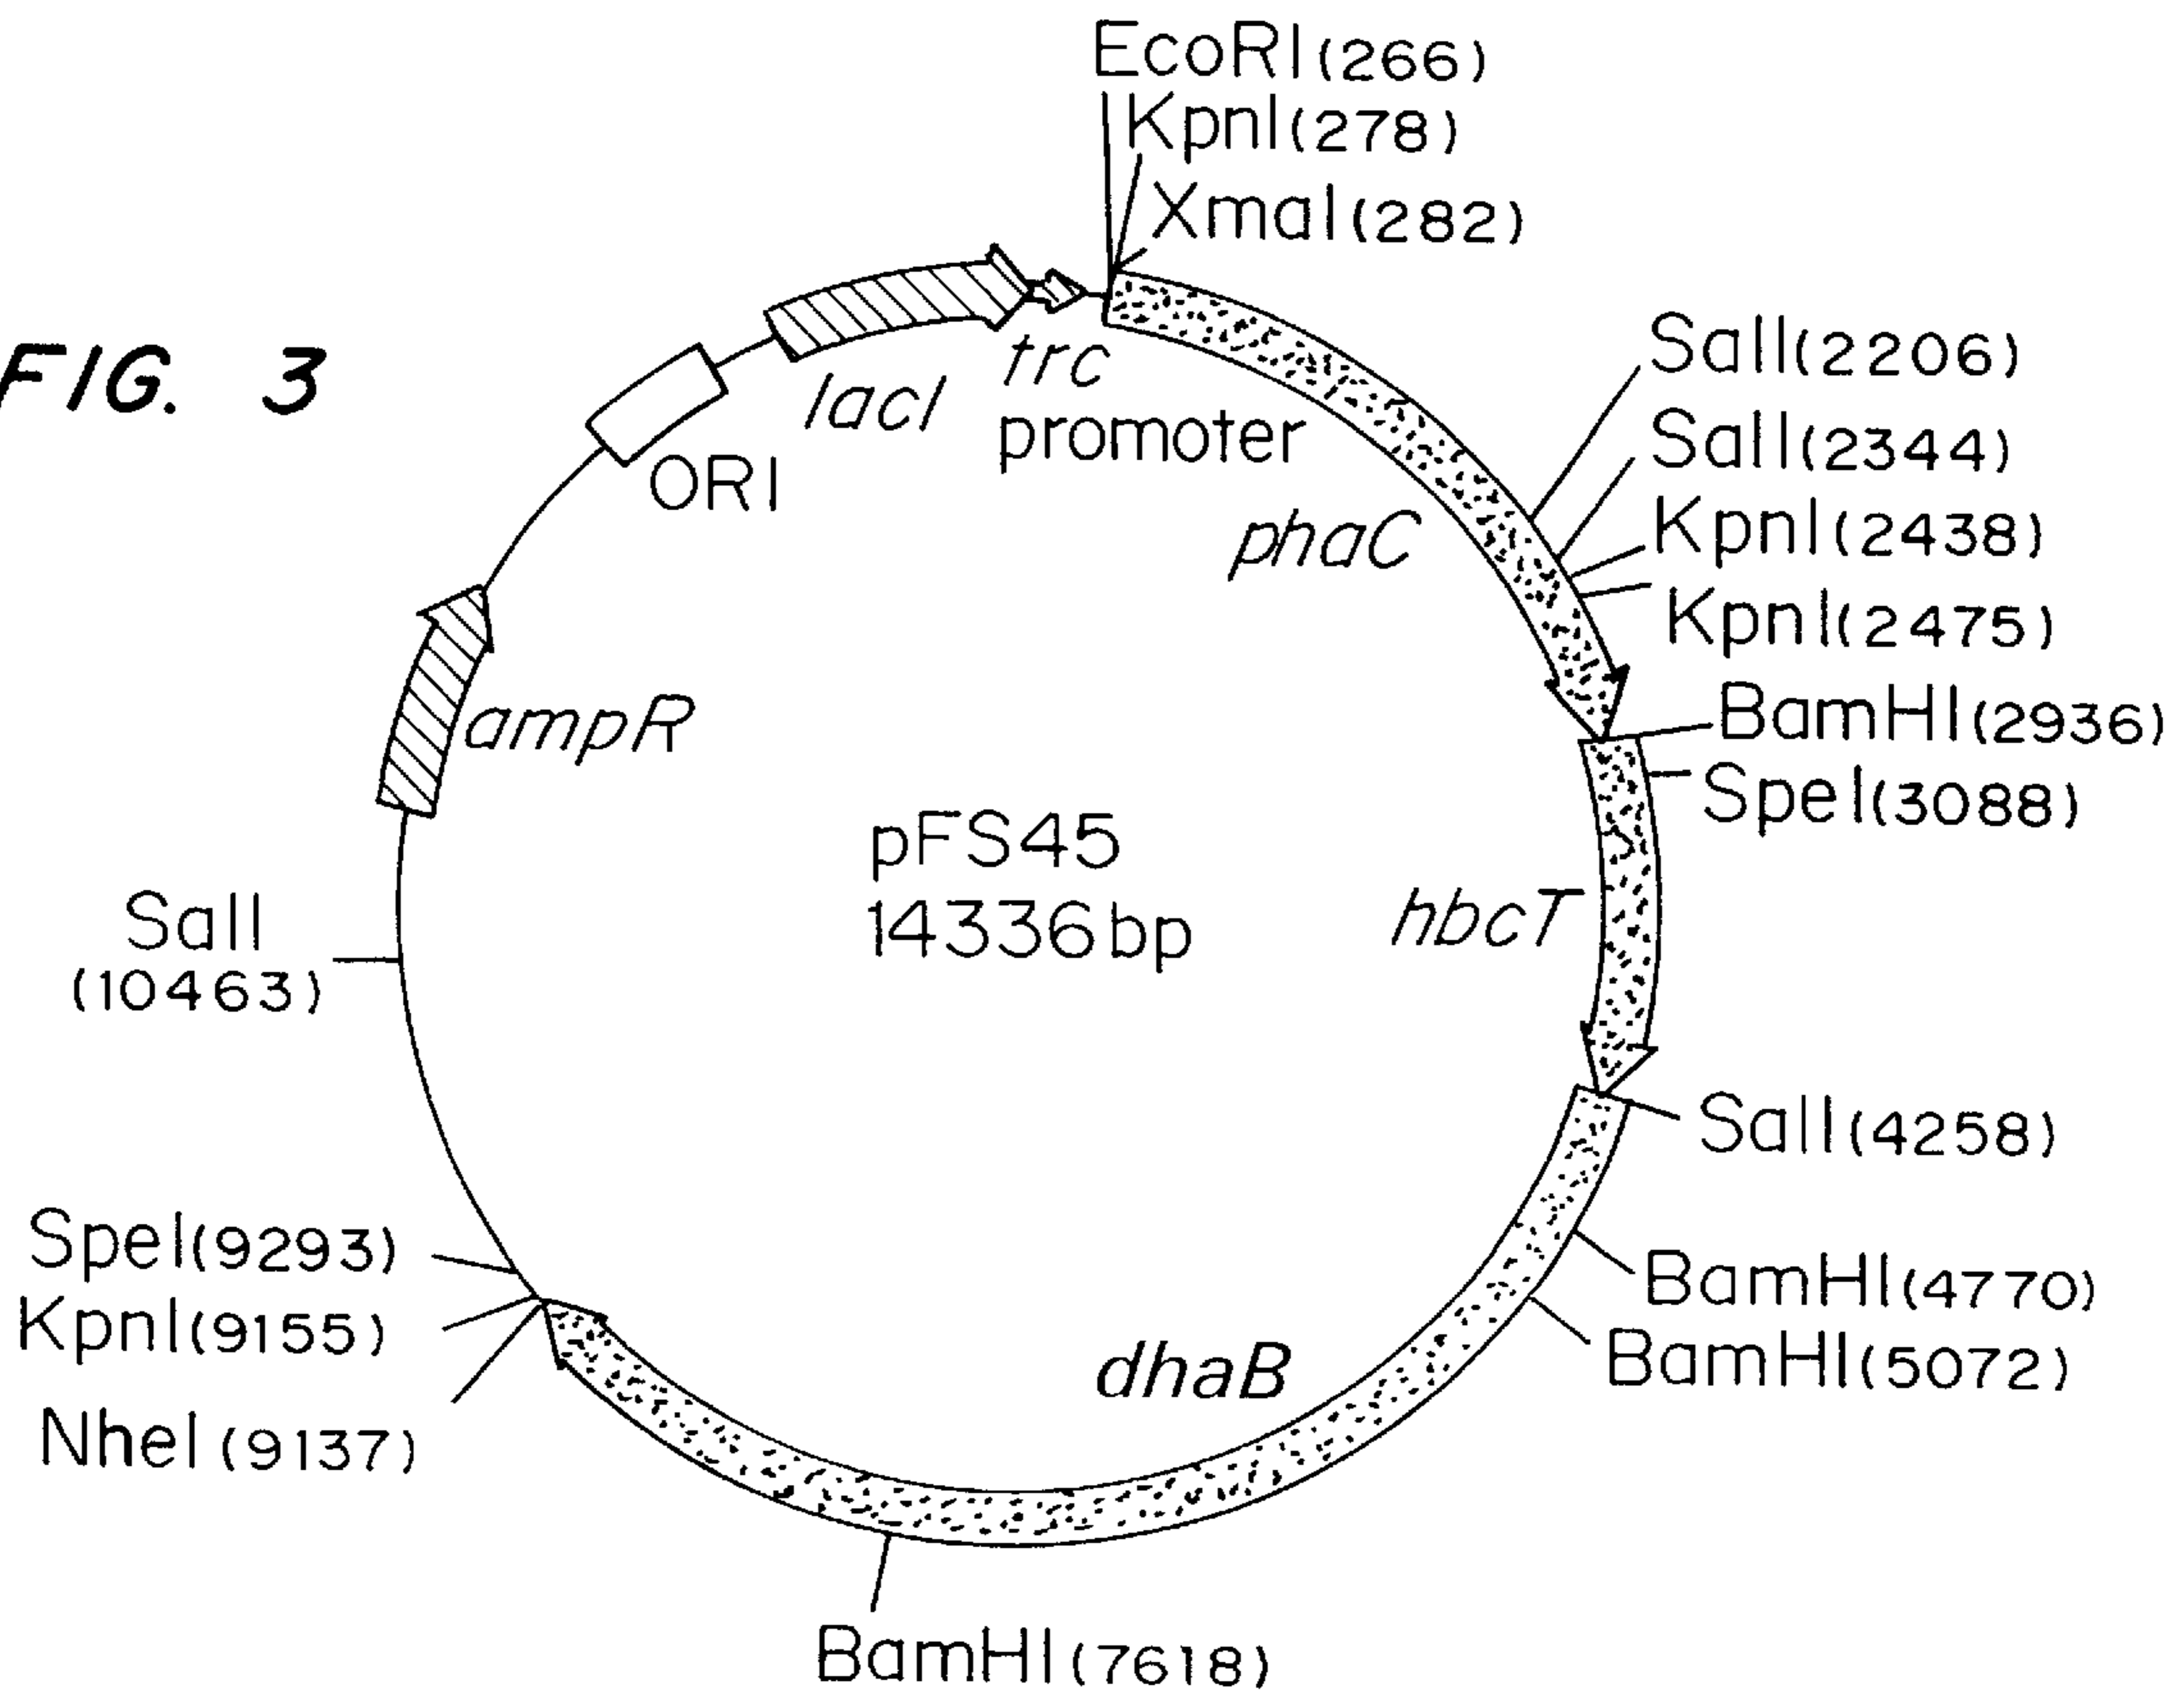 FIG. 3
EcoRI(266)
KpnI(278)
XmaI(282)
SalI(2206)
SalI(2344)
KpnI(2438)
KpnI(2475)
BamHI(2936)
SpeI(3088)
SalI(4258)
BamHI(4770)
BamHI(5072)
BamHI(7618)
NheI(9137)
KpnI(9155)
SpeI(9293)
SalI
(10463)
ampR
ORI
lacI
trc
promoter
phaC
hbcT
dhaB
pFS45
14336bp